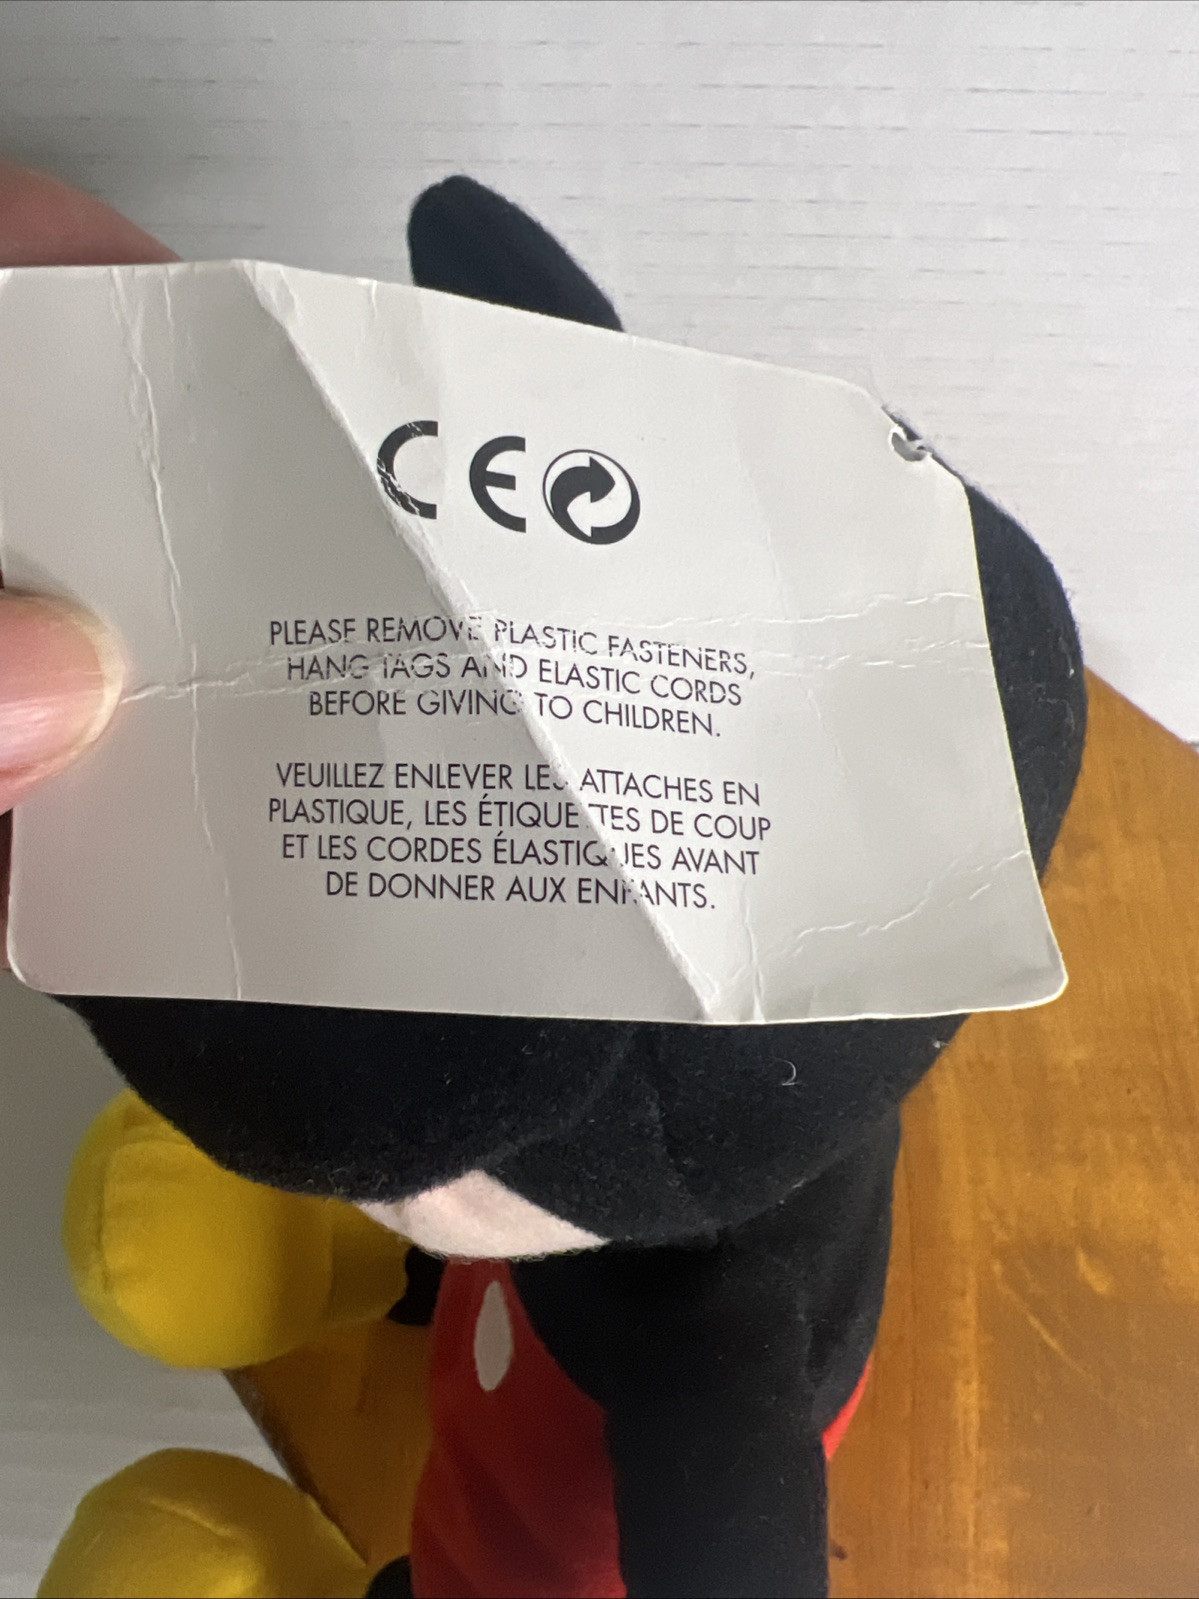 CE
PLEASE REMOVE PLASTIC FASTENERS,
HANG TAGS AND ELASTIC CORDS
BEFORE GIVING TO CHILDREN.
VEUILLEZ ENLEVER LES ATTACHES EN
PLASTIQUE, LES ÉTIQUETTES DE COUP
ET LES CORDES ÉLASTIQUES AVANT
DE DONNER AUX ENFANTS.